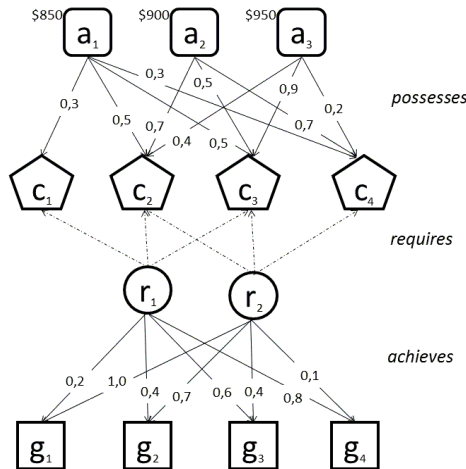 $850 $900 $950
a1 a2 a3
0,3
0,5 0,9 possesses
0,3 0,2
0,5 0,7 0,4 0,5 0,7
c1 c2 c3 c4
requires
r1 r2
achieves
0,2 1,0 0,4 0,7 0,6 0,4 0,8 0,1
g1 g2 g3 g4